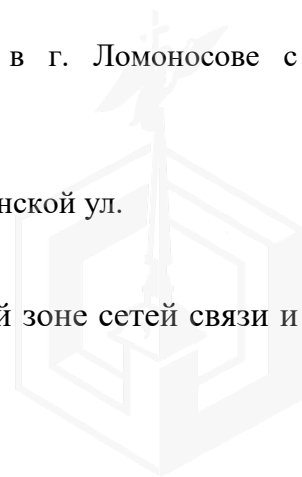 в г. Ломоносове с
нской ул.
й зоне сетей связи и